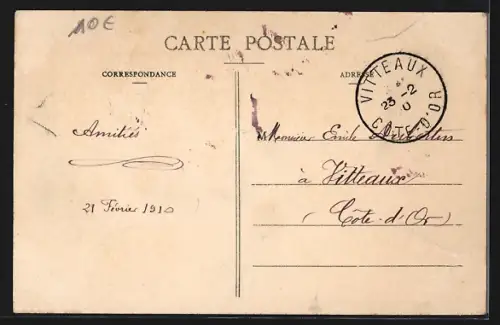 10€
CARTE POSTALE
CORRESPONDANCE
ADRESSE
VITTEAUX
23 -2
CÔTE-D'OR
Amitiés
21 Février 1910
Monsieur Emile
à Vitteaux
(Côte-d'Or)